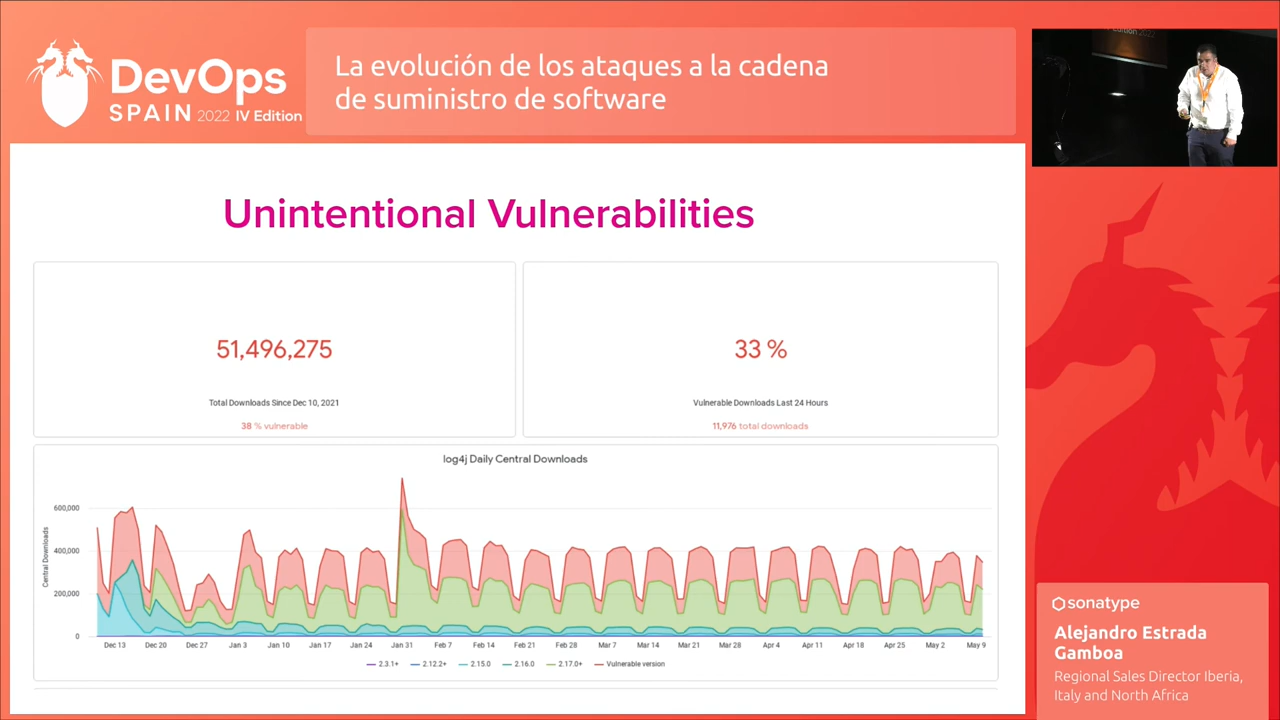 DevOps
SPAIN 2022 IV Edition
La evolución de los ataques a la cadena
de suministro de software
Unintentional Vulnerabilities
51,496,275
Total Downloads Since Dec 10, 2021
38 % vulnerable
33 %
Vulnerable Downloads Last 24 Hours
11,976 total downloads
log4j Daily Central Downloads
Central Downloads
600,000
400,000
200,000
0
Dec 13 Dec 20 Dec 27 Jan 3 Jan 10 Jan 17 Jan 24 Jan 31 Feb 7 Feb 14 Feb 21 Feb 28 Mar 7 Mar 14 Mar 21 Mar 28 Apr 4 Apr 11 Apr 18 Apr 25 May 2 May 9
2.3.1+ 2.12.2+ 2.15.0 2.16.0 2.17.0+ Vulnerable version
sonatype
Alejandro Estrada
Gamboa
Regional Sales Director Iberia,
Italy and North Africa